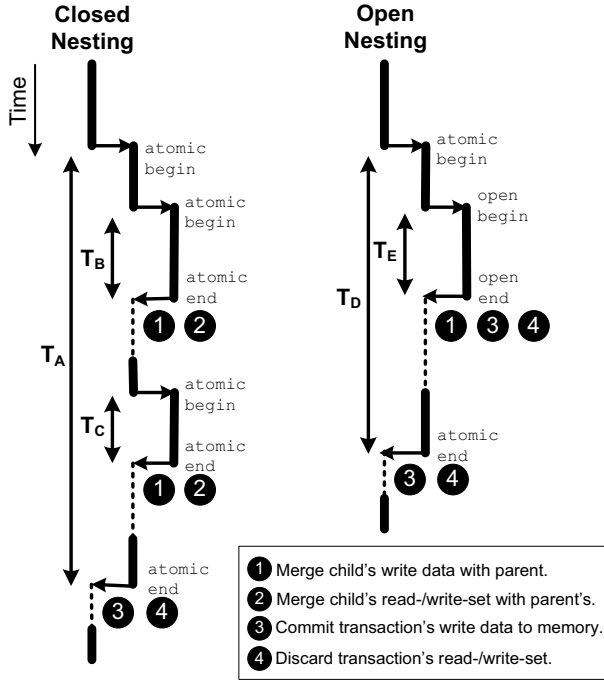 Closed
Nesting
Time
atomic
begin
atomic
begin
T_B
atomic
end
1 2
T_A
atomic
begin
T_C
atomic
end
1 2
atomic
end
3 4
Open
Nesting
atomic
begin
open
begin
T_E
T_D
open
end
1 3 4
atomic
end
3 4
1 Merge child's write data with parent.
2 Merge child's read-/write-set with parent's.
3 Commit transaction's write data to memory.
4 Discard transaction's read-/write-set.